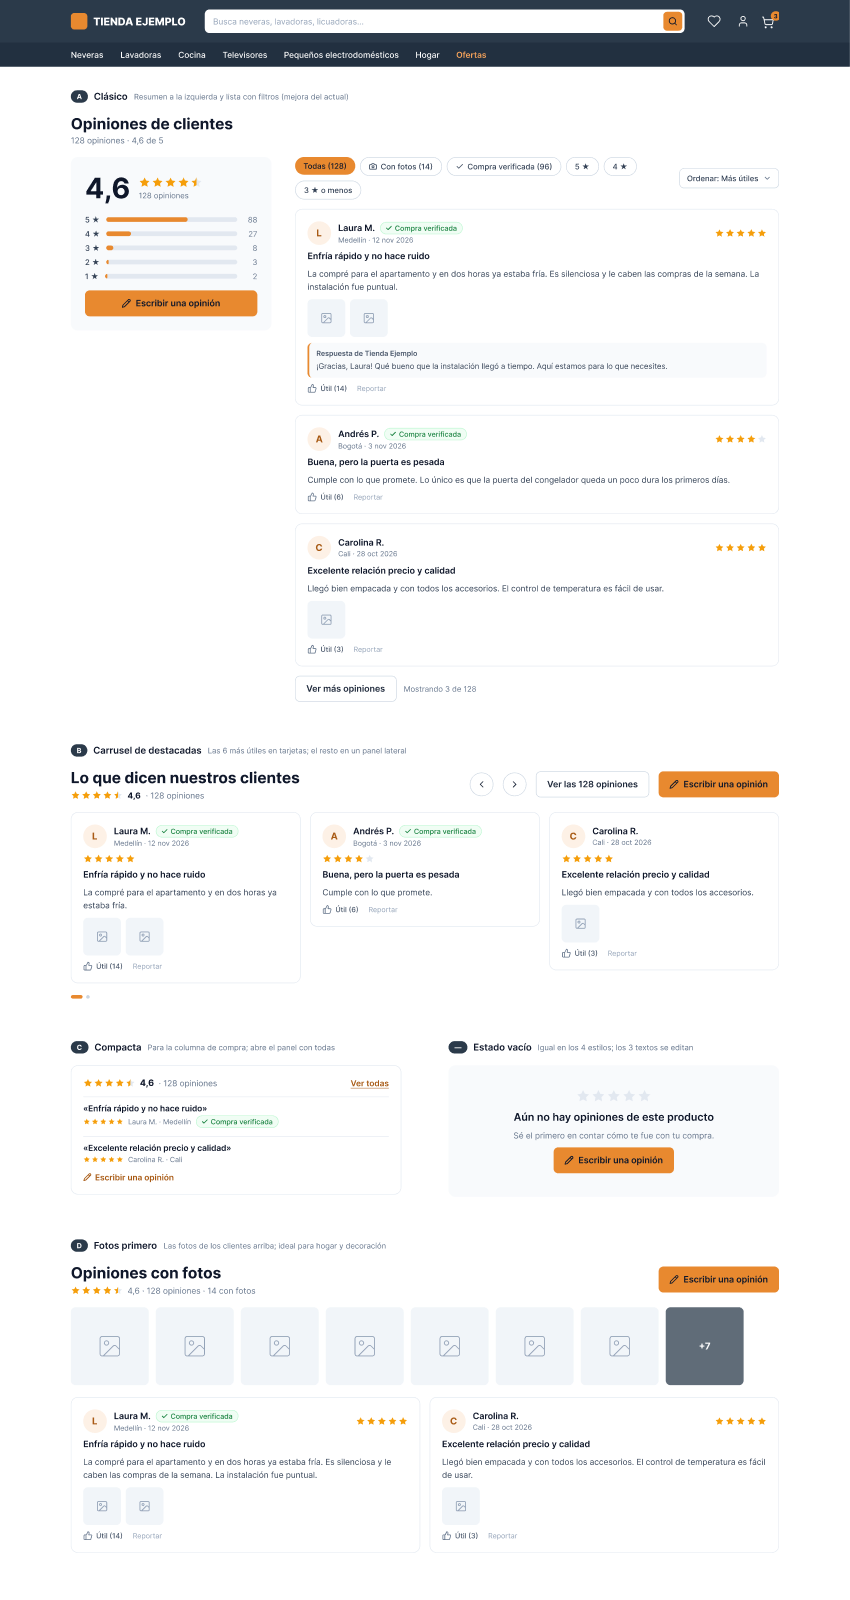 TIENDA EJEMPLO
Busca neveras, lavadoras, licuadoras...
3
Neveras Lavadoras Cocina Televisores Pequeños electrodomésticos Hogar Ofertas
A Clásico Resumen a la izquierda y lista con filtros (mejora del actual)
Opiniones de clientes
128 opiniones · 4,6 de 5
4,6
128 opiniones
5 ★ 88
4 ★ 27
3 ★ 8
2 ★ 3
1 ★ 2
Escribir una opinión
Todas (128) Con fotos (14) Compra verificada (96) 5 ★ 4 ★
3 ★ o menos
Ordenar: Más útiles
L Laura M. Compra verificada
Medellín · 12 nov 2026
Enfría rápido y no hace ruido
La compré para el apartamento y en dos horas ya estaba fría. Es silenciosa y le caben las compras de la semana. La
instalación fue puntual.
Respuesta de Tienda Ejemplo
¡Gracias, Laura! Qué bueno que la instalación llegó a tiempo. Aquí estamos para lo que necesites.
Útil (14) Reportar
A Andrés P. Compra verificada
Bogotá · 3 nov 2026
Buena, pero la puerta es pesada
Cumple con lo que promete. Lo único es que la puerta del congelador queda un poco dura los primeros días.
Útil (6) Reportar
C Carolina R.
Cali · 28 oct 2026
Excelente relación precio y calidad
Llegó bien empacada y con todos los accesorios. El control de temperatura es fácil de usar.
Útil (3) Reportar
Ver más opiniones Mostrando 3 de 128
B Carrusel de destacadas Las 6 más útiles en tarjetas; el resto en un panel lateral
Lo que dicen nuestros clientes
4,6 · 128 opiniones
Ver las 128 opiniones Escribir una opinión
L Laura M. Compra verificada
Medellín · 12 nov 2026
Enfría rápido y no hace ruido
La compré para el apartamento y en dos horas ya
estaba fría.
Útil (14) Reportar
A Andrés P. Compra verificada
Bogotá · 3 nov 2026
Buena, pero la puerta es pesada
Cumple con lo que promete.
Útil (6) Reportar
C Carolina R.
Cali · 28 oct 2026
Excelente relación precio y calidad
Llegó bien empacada y con todos los accesorios.
Útil (3) Reportar
C Compacta Para la columna de compra; abre el panel con todas
4,6 · 128 opiniones Ver todas
«Enfría rápido y no hace ruido»
Laura M. · Medellín Compra verificada
«Excelente relación precio y calidad»
Carolina R. · Cali
Escribir una opinión
— Estado vacío Igual en los 4 estilos; los 3 textos se editan
Aún no hay opiniones de este producto
Sé el primero en contar cómo te fue con tu compra.
Escribir una opinión
D Fotos primero Las fotos de los clientes arriba; ideal para hogar y decoración
Opiniones con fotos
4,6 · 128 opiniones · 14 con fotos
Escribir una opinión
+7
L Laura M. Compra verificada
Medellín · 12 nov 2026
Enfría rápido y no hace ruido
La compré para el apartamento y en dos horas ya estaba fría. Es silenciosa y le
caben las compras de la semana. La instalación fue puntual.
Útil (14) Reportar
C Carolina R.
Cali · 28 oct 2026
Excelente relación precio y calidad
Llegó bien empacada y con todos los accesorios. El control de temperatura es fácil
de usar.
Útil (3) Reportar